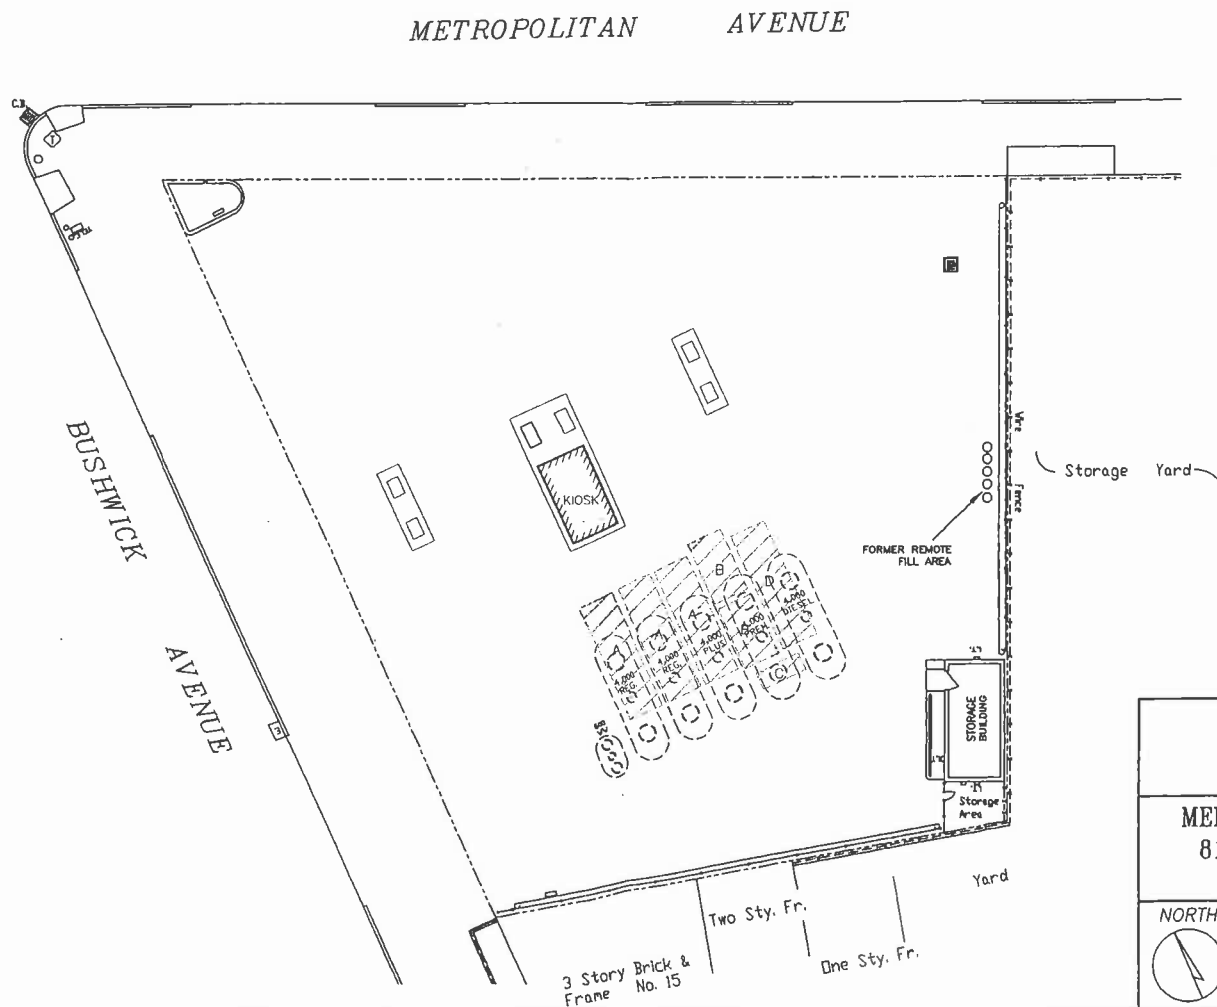 METROPOLITAN AVENUE
C.B.
T
BUSHWICK
AVENUE
KIOSK
Wire
Fence
Storage Yard
FORMER REMOTE
FILL AREA
B
D
A
C
4,000
REG.
4,000
REG.
4,000
PLUS
4,000
PREM
4,000
DIESEL
STORAGE
BUILDING
Storage
Area
Yard
Two Sty. Fr.
One Sty. Fr.
3 Story Brick &
Frame No. 15
NORTH